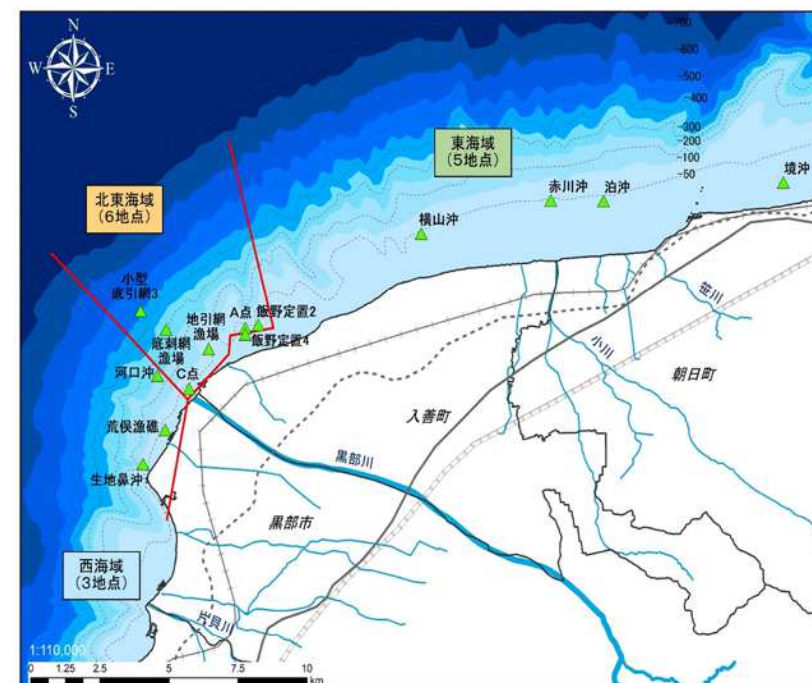 N
W
E
S
-700
-600
-500
-400
-300
-200
-100
-50
東海域
(5地点)
境沖
赤川沖
泊沖
横山沖
北東海域
(6地点)
小型
底引網3
地引網
漁場
A点
飯野定置2
飯野定置4
底刺網
漁場
河口沖
C点
荒俣漁礁
生地鼻沖
笹川
小川
朝日町
入善町
黒部川
黒部市
西海域
(3地点)
片貝川
1:110,000
0 1.25 2.5 5 7.5 10
km